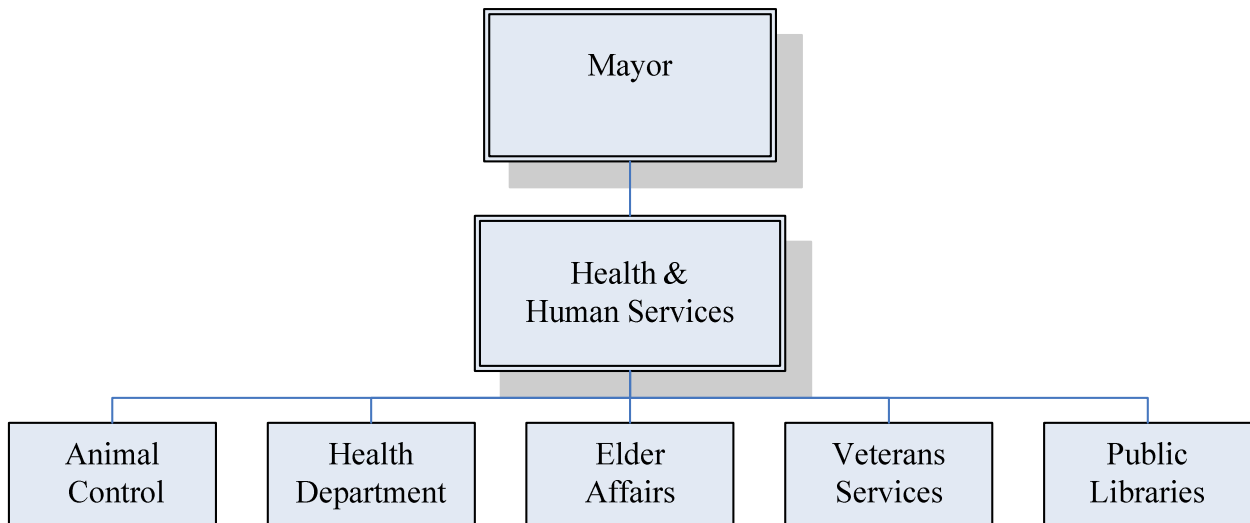 Mayor
Health &
Human Services
Animal
Control
Health
Department
Elder
Affairs
Veterans
Services
Public
Libraries